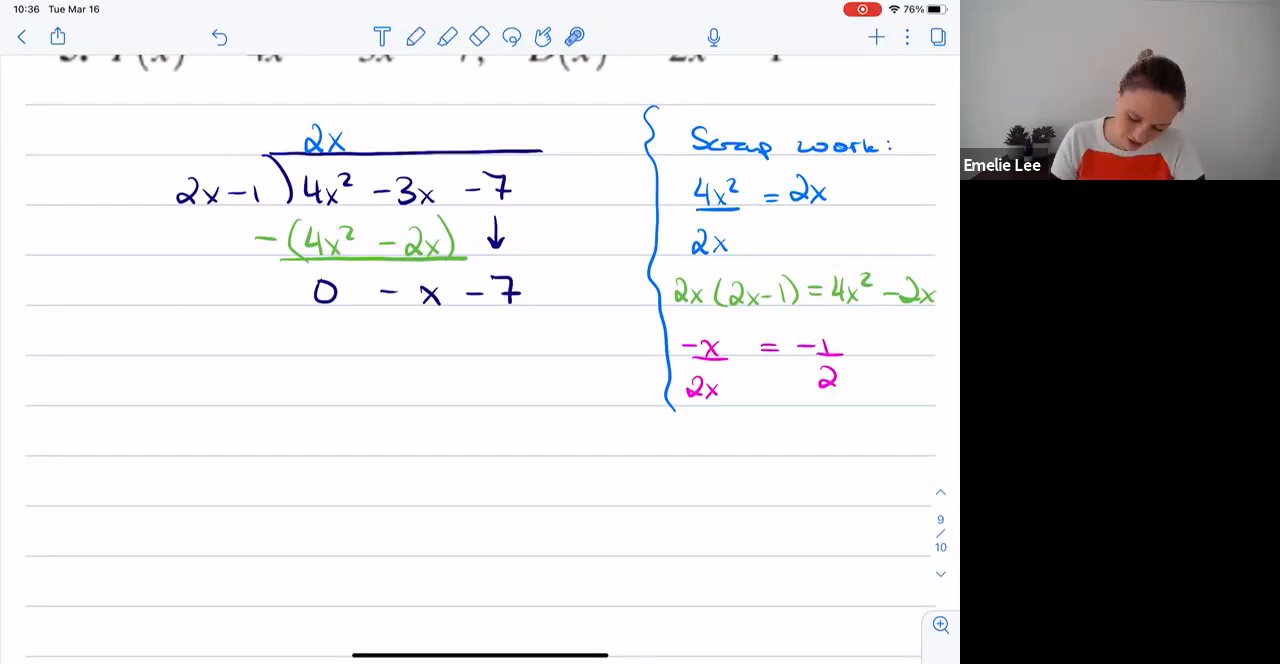 10:36 Tue Mar 16
76%
2x
2x-1)4x² -3x -7
-(4x² -2x) ↓
0 - x -7
Scrap work:
4x²/2x = 2x
2x(2x-1)=4x²-2x
-x/2x = -1/2
Emelie Lee
9
/
10